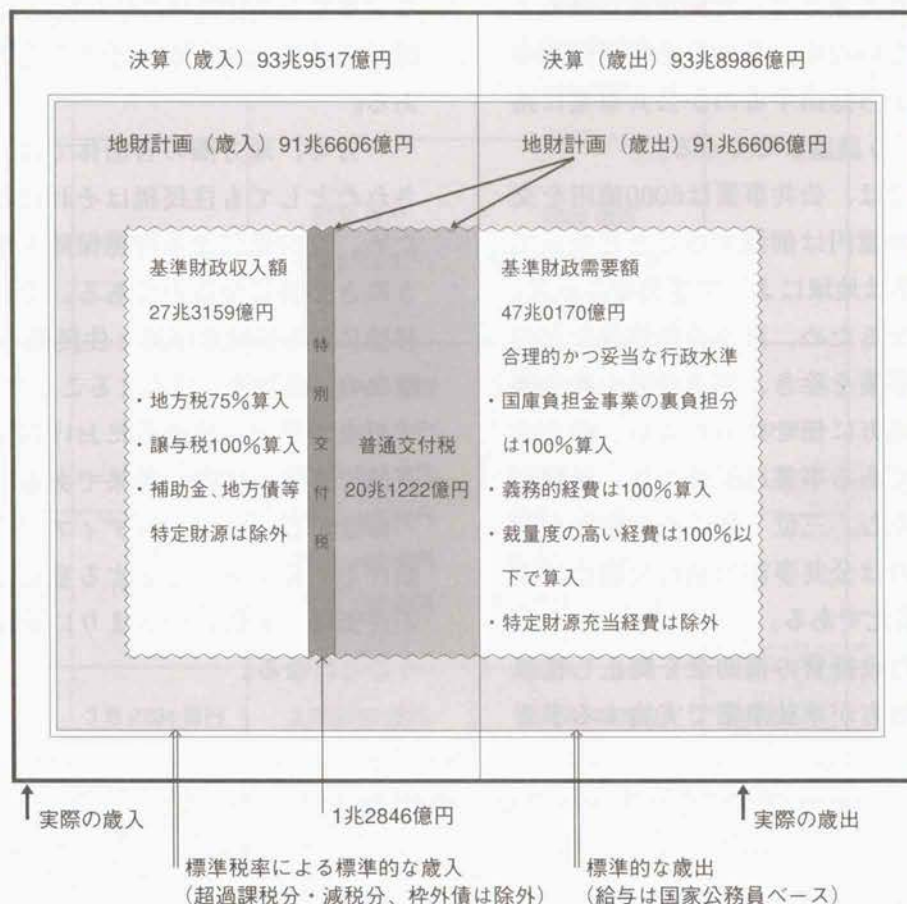 決算（歳入）93兆9517億円
決算（歳出）93兆8986億円
地財計画（歳入）91兆6606億円
地財計画（歳出）91兆6606億円
基準財政収入額
27兆3159億円
・地方税75%算入
・譲与税100%算入
・補助金、地方債等
特定財源は除外
特別交付税
普通交付税
20兆1222億円
基準財政需要額
47兆0170億円
合理的かつ妥当な行政水準
・国庫負担金事業の裏負担分
は100%算入
・義務的経費は100%算入
・裁量度の高い経費は100%以
下で算入
・特定財源充当経費は除外
実際の歳入
1兆2846億円
実際の歳出
標準税率による標準的な歳入
（超過課税分・減税分、枠外債は除外）
標準的な歳出
（給与は国家公務員ベース）